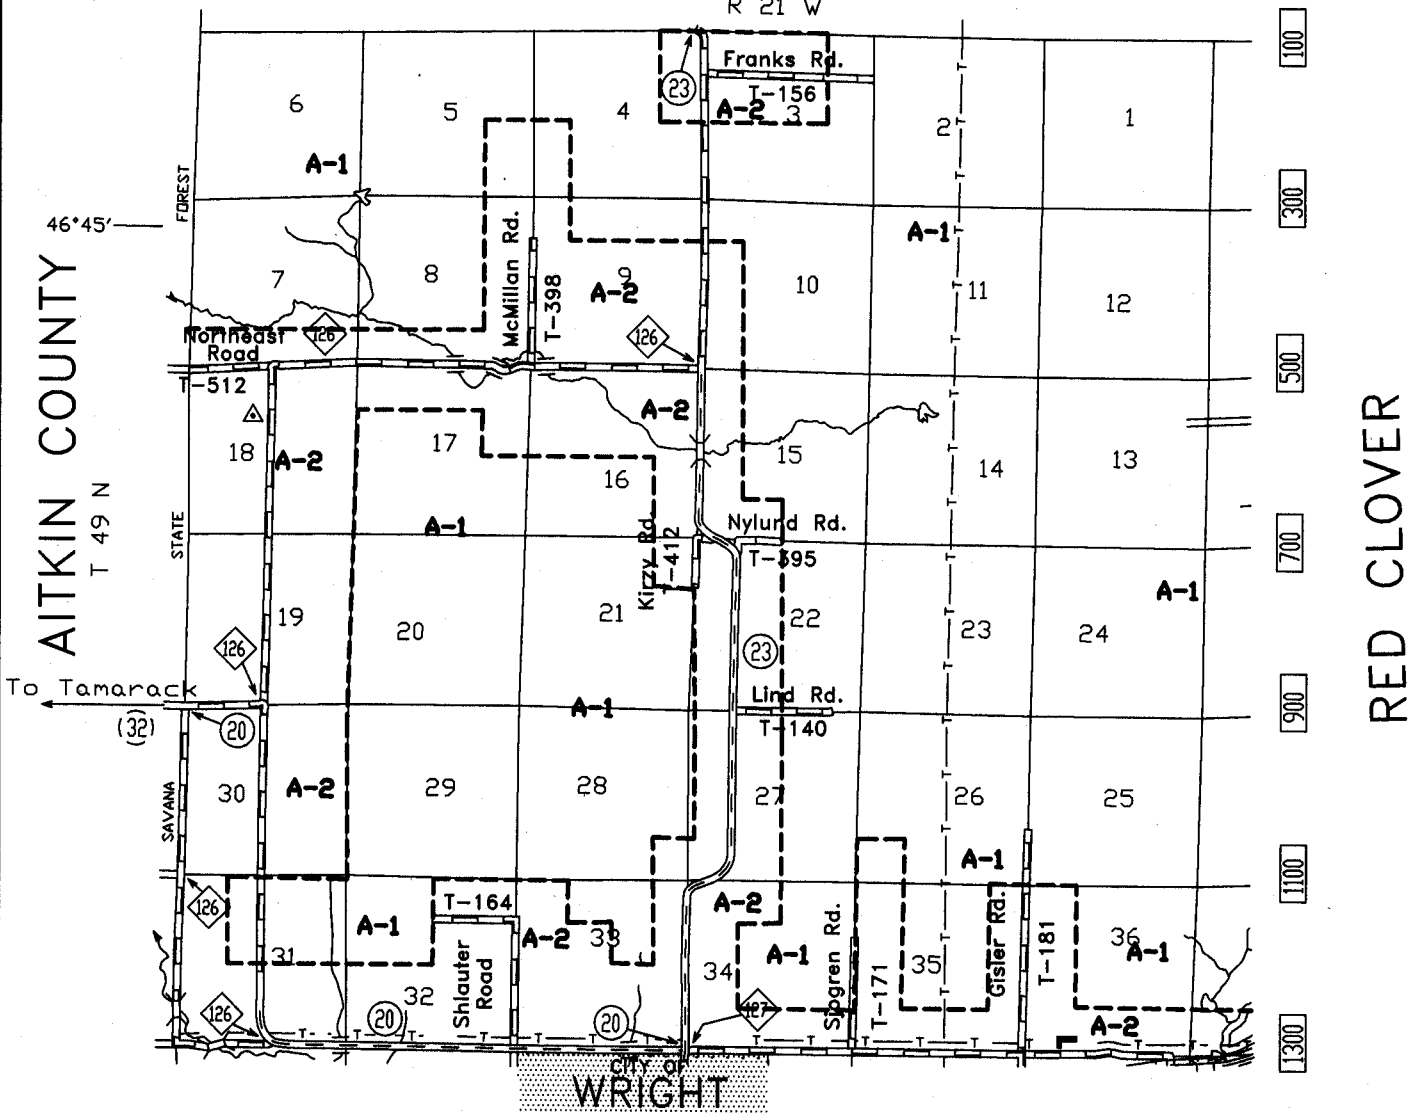 R 21 W
100
Franks Rd.
23
T-156
A-2
6
5
4
3
2
1
A-1
FOREST
300
46°45'
McMillan Rd.
A-1
7
8
9
10
11
12
T-398
A-2
AITKIN COUNTY
T 49 N
Northeast
Road
126
126
T-512
500
RED CLOVER
A-2
18
17
16
15
14
13
A-2
A-1
STATE
Kirzy Rd
T-412
Nylund Rd.
T-395
700
A-1
19
20
21
22
23
24
126
23
To Tamarack
(32)
20
Lind Rd.
T-140
A-1
900
SAVANA
30
A-2
29
28
27
26
25
A-1
1100
126
T-164
A-2
A-1
A-2
33
31
32
Shlauter
Road
34
A-1
Sjogren Rd.
T-171
35
Gisler Rd.
T-181
36
A-1
126
20
20
127
A-2
1300
CITY OF
WRIGHT